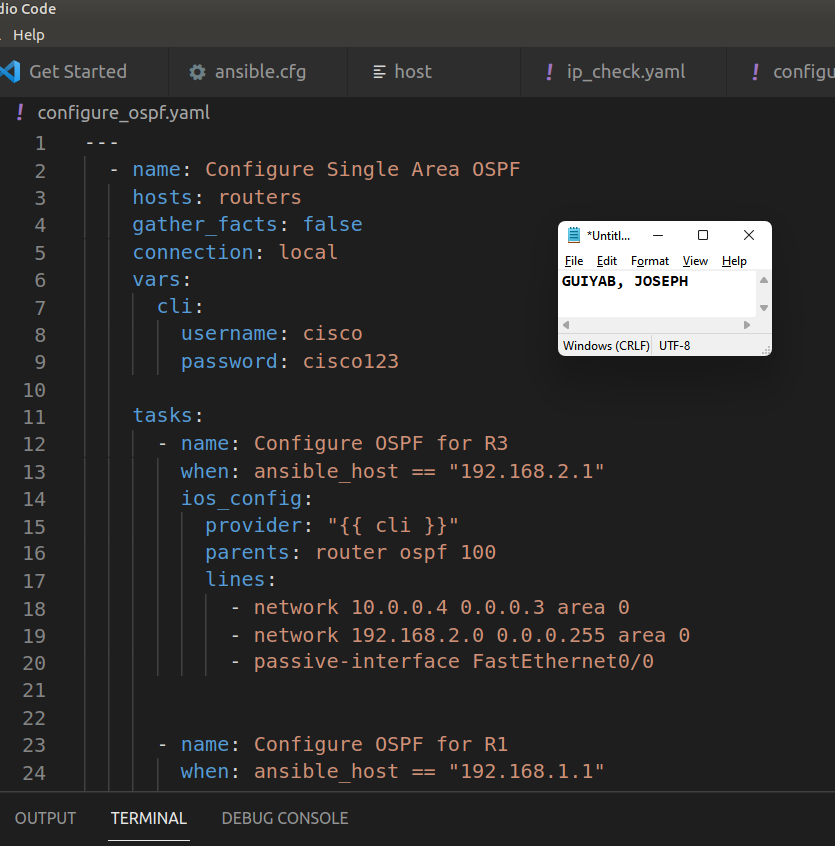 dio Code
Help
Get Started
ansible.cfg
host
! ip_check.yaml
! configu
! configure_ospf.yaml
1 ---
2 - name: Configure Single Area OSPF
3 hosts: routers
4 gather_facts: false
5 connection: local
6 vars:
7 cli:
8 username: cisco
9 password: cisco123
10
11 tasks:
12 - name: Configure OSPF for R3
13 when: ansible_host == "192.168.2.1"
14 ios_config:
15 provider: "{{ cli }}"
16 parents: router ospf 100
17 lines:
18 - network 10.0.0.4 0.0.0.3 area 0
19 - network 192.168.2.0 0.0.0.255 area 0
20 - passive-interface FastEthernet0/0
21
22
23 - name: Configure OSPF for R1
24 when: ansible_host == "192.168.1.1"
*Untitl...
File Edit Format View Help
GUIYAB, JOSEPH
Windows (CRLF) UTF-8
OUTPUT TERMINAL DEBUG CONSOLE